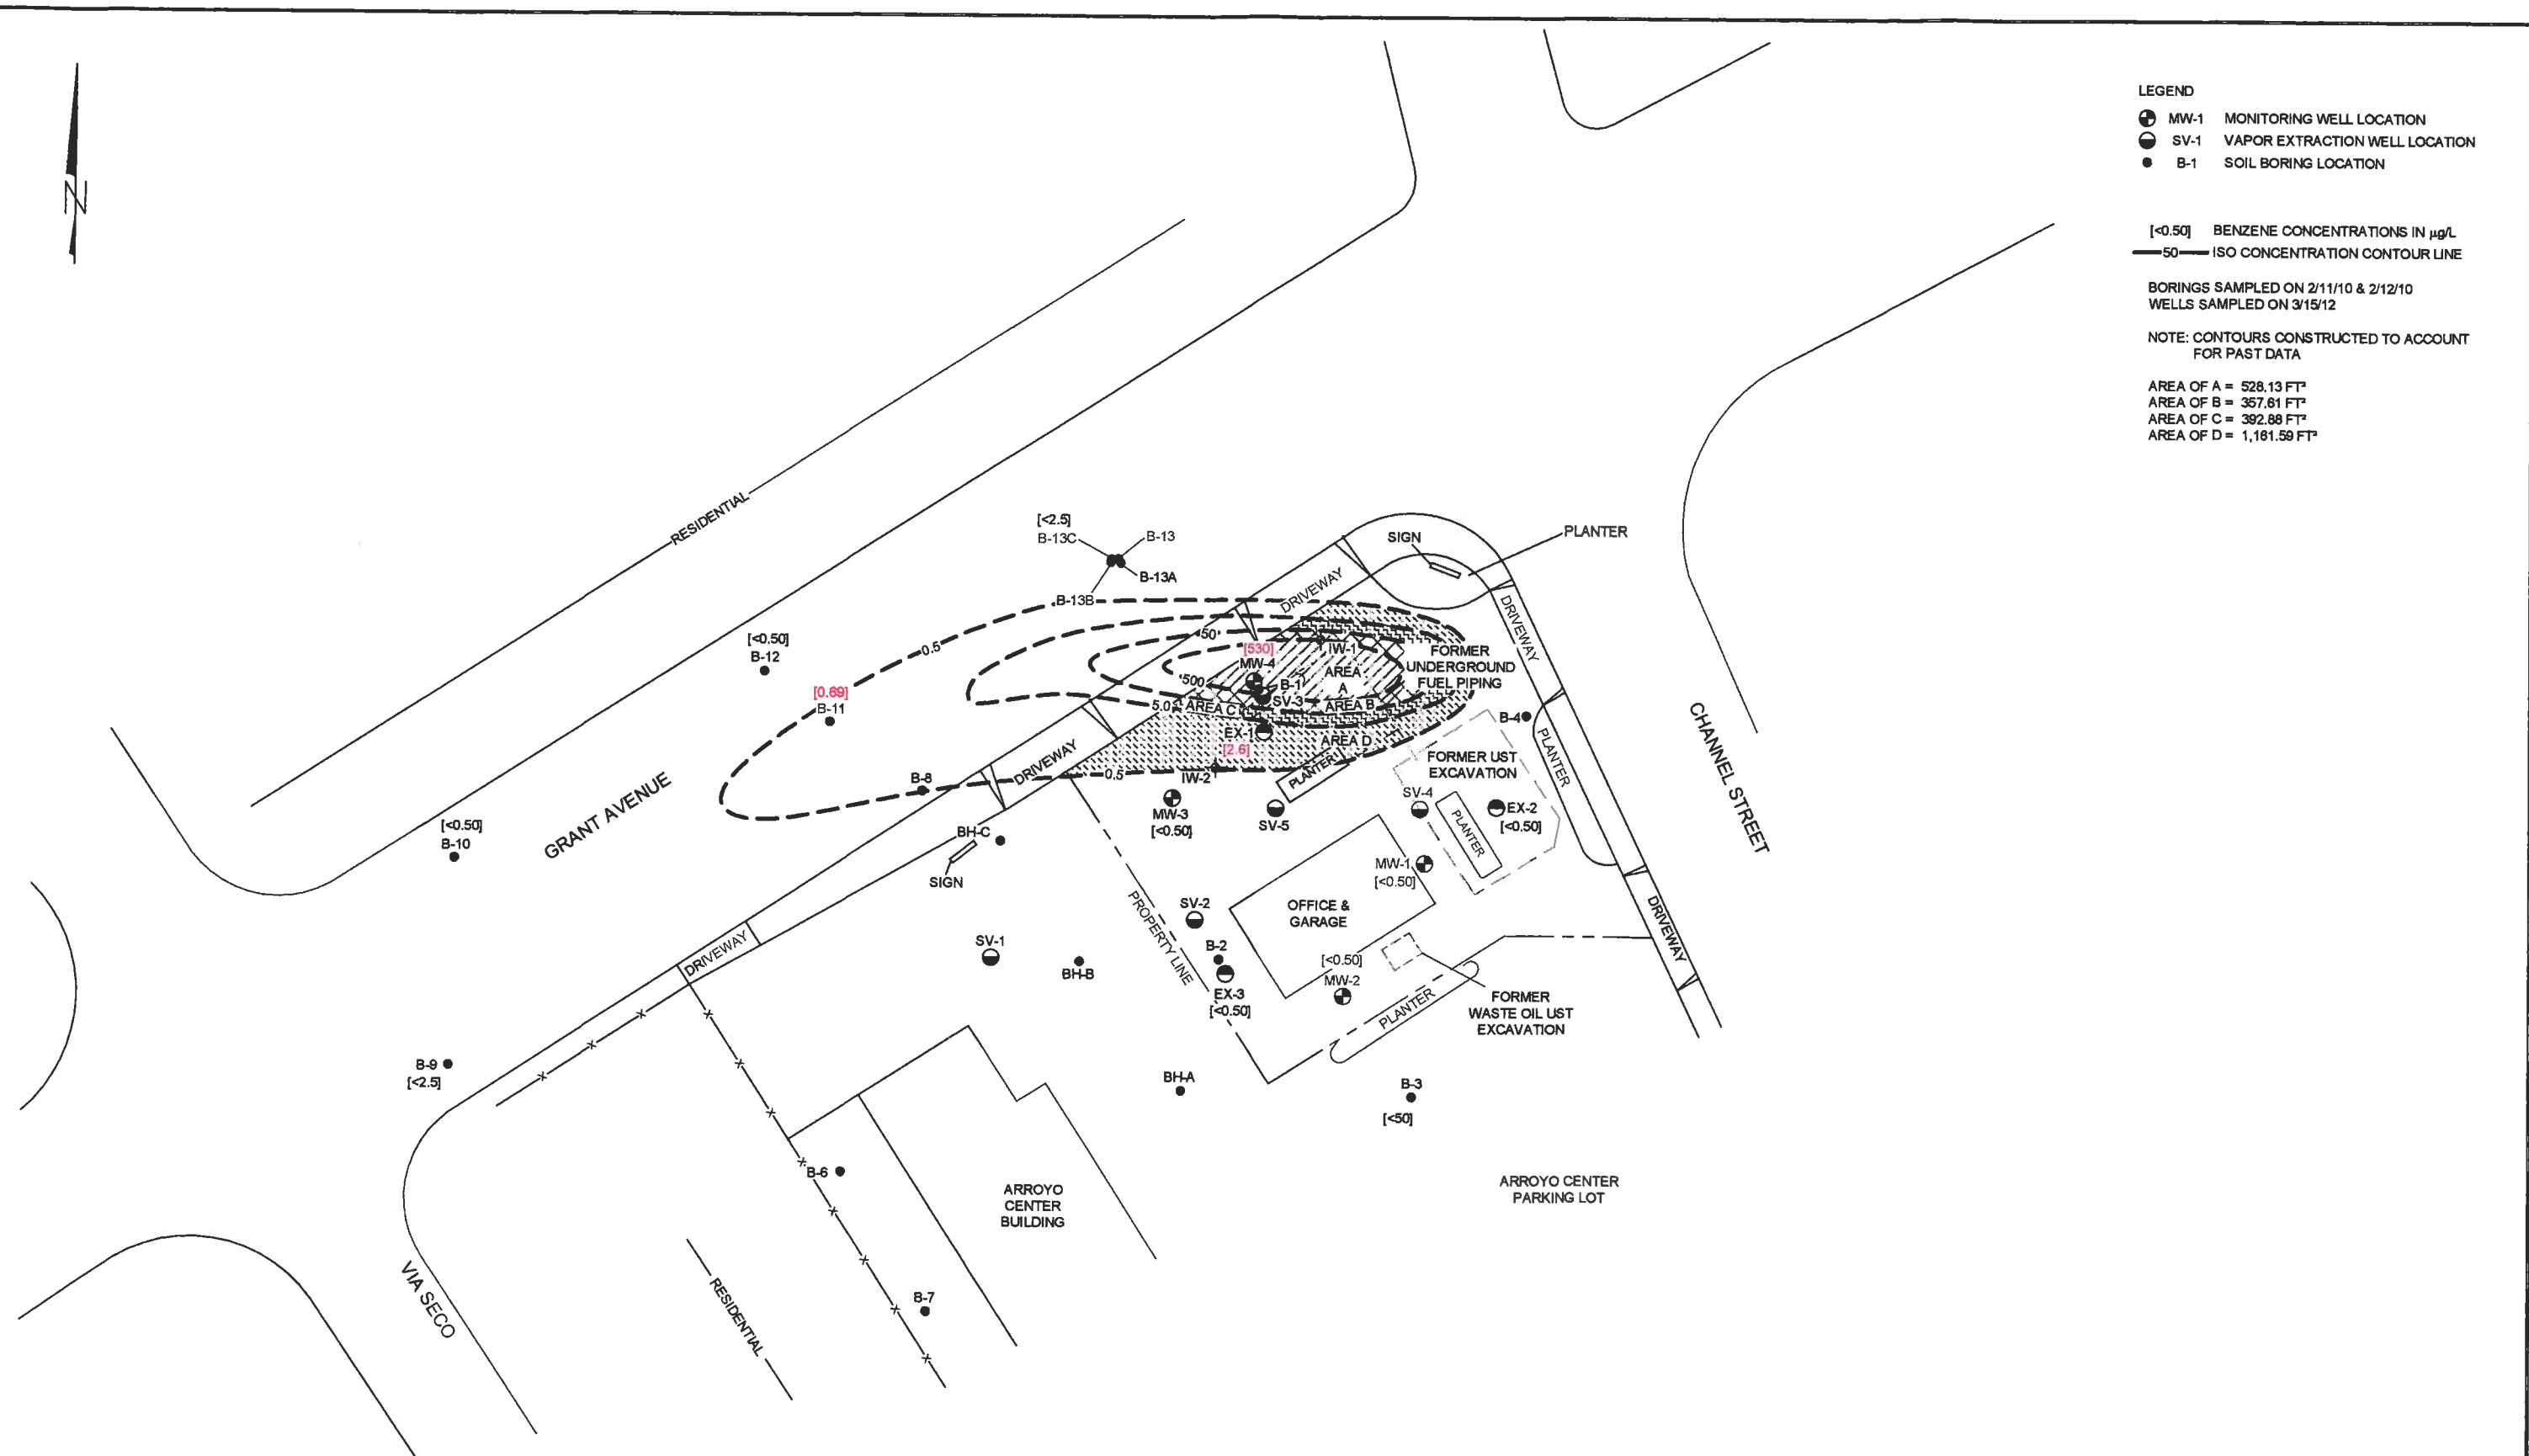 N
LEGEND
MW-1 MONITORING WELL LOCATION
SV-1 VAPOR EXTRACTION WELL LOCATION
B-1 SOIL BORING LOCATION
[<0.50] BENZENE CONCENTRATIONS IN µg/L
50 ISO CONCENTRATION CONTOUR LINE
BORINGS SAMPLED ON 2/11/10 & 2/12/10
WELLS SAMPLED ON 3/15/12
NOTE: CONTOURS CONSTRUCTED TO ACCOUNT
FOR PAST DATA
AREA OF A = 528.13 FT²
AREA OF B = 357.61 FT²
AREA OF C = 392.88 FT²
AREA OF D = 1,161.59 FT²
RESIDENTIAL
[<2.5]
B-13C
B-13
B-13A
B-13B
SIGN
PLANTER
DRIVEWAY
DRIVEWAY
[<0.50]
B-12
0.5
50
[530]
MW-4
IW-1
AREA
A
FORMER
UNDERGROUND
FUEL PIPING
500
B-1
SV-3
[0.69]
B-11
5.0
AREA C
AREA B
B-4
EX-1
[2.6]
AREA D
PLANTER
CHANNEL STREET
DRIVEWAY
0.5
IW-2
PLANTER
FORMER UST
EXCAVATION
B-8
GRANT AVENUE
MW-3
[<0.50]
SV-5
SV-4
PLANTER
EX-2
[<0.50]
[<0.50]
B-10
BH-C
SIGN
MW-1
[<0.50]
PROPERTY LINE
SV-2
OFFICE &
GARAGE
DRIVEWAY
DRIVEWAY
SV-1
BH-B
B-2
EX-3
[<0.50]
[<0.50]
MW-2
PLANTER
FORMER
WASTE OIL UST
EXCAVATION
B-9
[<2.5]
BH-A
B-3
[<50]
B-6
ARROYO
CENTER
BUILDING
ARROYO CENTER
PARKING LOT
VIA SECO
RESIDENTIAL
B-7